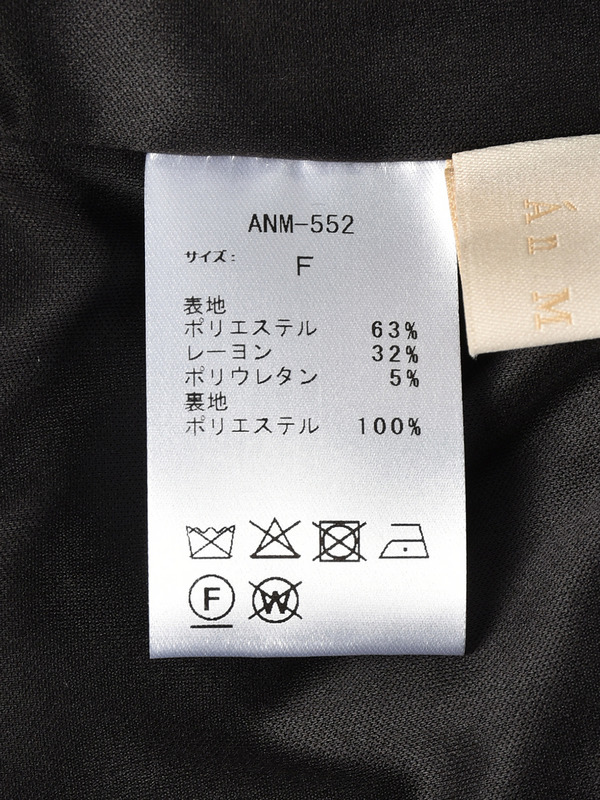 ANM-552
サイズ: F
表地
ポリエステル 63%
レーヨン 32%
ポリウレタン 5%
裏地
ポリエステル 100%
F W
Án M